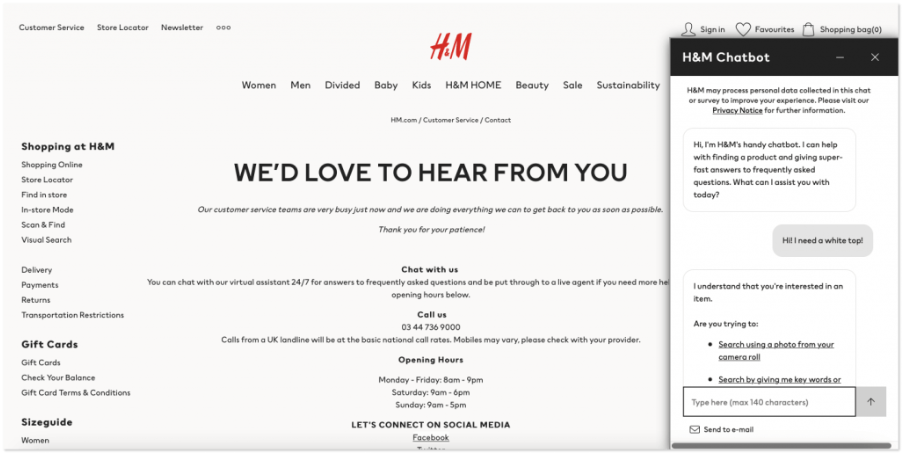 Customer Service Store Locator Newsletter
Sign in Favourites Shopping bag(0)
H&M
Women Men Divided Baby Kids H&M HOME Beauty Sale Sustainability
HM.com / Customer Service / Contact
Shopping at H&M
Shopping Online
Store Locator
Find in store
In-store Mode
Scan & Find
Visual Search
Delivery
Payments
Returns
Transportation Restrictions
Gift Cards
Gift Cards
Check Your Balance
Gift Card Terms & Conditions
Sizeguide
Women
WE'D LOVE TO HEAR FROM YOU
Our customer service teams are very busy just now and we are doing everything we can to get back to you as soon as possible.
Thank you for your patience!
Chat with us
You can chat with our virtual assistant 24/7 for answers to frequently asked questions and be put through to a live agent if you need more hel
opening hours below.
Call us
03 44 736 9000
Calls from a UK landline will be at the basic national call rates. Mobiles may vary, please check with your provider.
Opening Hours
Monday - Friday: 8am - 9pm
Saturday: 9am - 6pm
Sunday: 9am - 5pm
LET'S CONNECT ON SOCIAL MEDIA
Facebook
H&M Chatbot
H&M may process personal data collected in this chat
or survey to improve your experience. Please visit our
Privacy Notice for further information.
Hi, I'm H&M's handy chatbot. I can help
with finding a product and giving super-
fast answers to frequently asked
questions. What can I assist you with
today?
Hi! I need a white top!
I understand that you're interested in an
item.
Are you trying to:
Search using a photo from your
camera roll
Search by giving me key words or
Type here (max 140 characters)
Send to e-mail